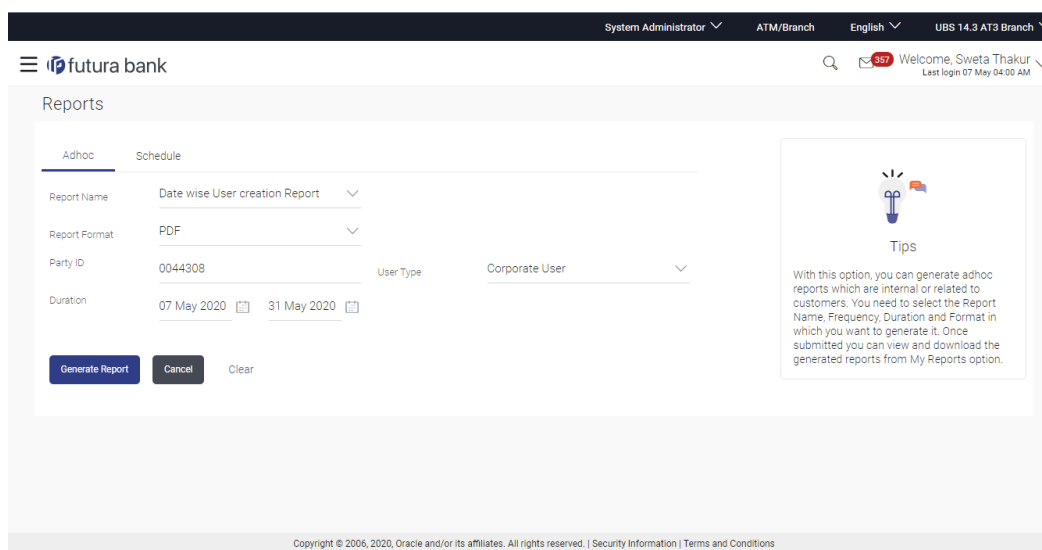 System Administrator ATM/Branch English UBS 14.3 AT3 Branch
futura bank
357
Welcome, Sweta Thakur
Last login 07 May 04:00 AM
Reports
Adhoc Schedule
Report Name Date wise User creation Report
Report Format PDF
Party ID 0044308 User Type Corporate User
Duration 07 May 2020 31 May 2020
Generate Report Cancel Clear
Tips
With this option, you can generate adhoc
reports which are internal or related to
customers. You need to select the Report
Name, Frequency, Duration and Format in
which you want to generate it. Once
submitted you can view and download the
generated reports from My Reports option.
Copyright © 2006, 2020, Oracle and/or its affiliates. All rights reserved. | Security Information | Terms and Conditions